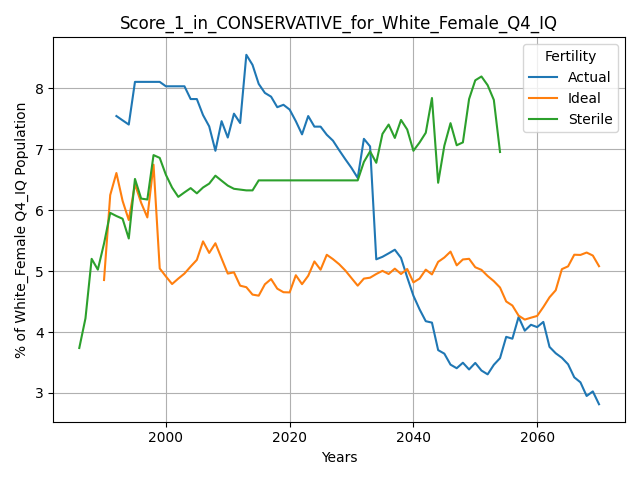 Score_1_in_CONSERVATIVE_for_White_Female_Q4_IQ
Fertility
Actual
Ideal
Sterile
% of White_Female Q4_IQ Population
8
7
6
5
4
3
2000
2020
2040
2060
Years